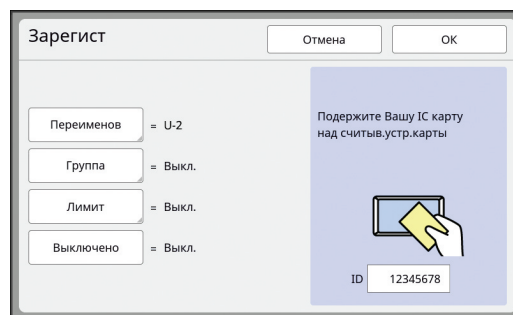 Зарегист
Отмена
ОК
Переименов = U-2
Группа = Выкл.
Лимит = Выкл.
Выключено = Выкл.
Подержите Вашу IC карту
над считыв.устр.карты
ID 12345678